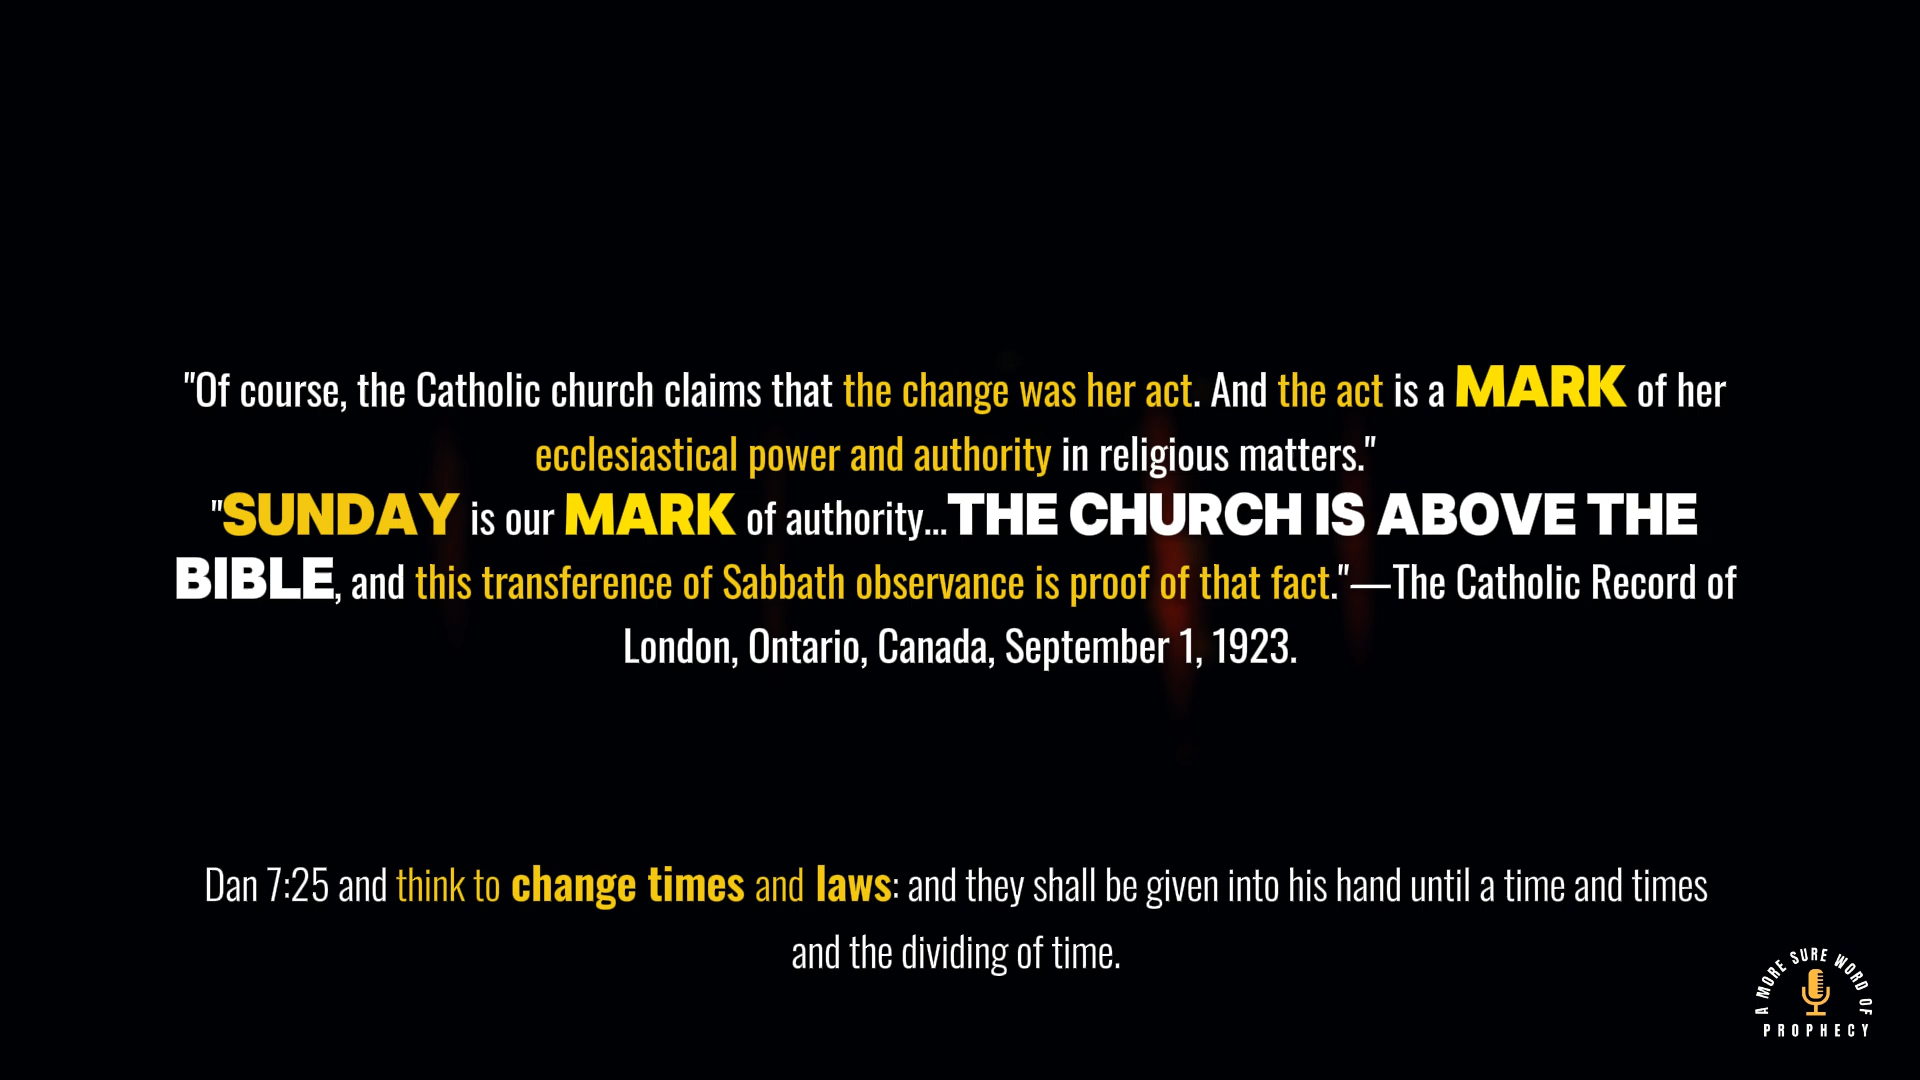 "Of course, the Catholic church claims that the change was her act. And the act is a MARK of her
ecclesiastical power and authority in religious matters."
"SUNDAY is our MARK of authority...THE CHURCH IS ABOVE THE
BIBLE, and this transference of Sabbath observance is proof of that fact."—The Catholic Record of
London, Ontario, Canada, September 1, 1923.
Dan 7:25 and think to change times and laws: and they shall be given into his hand until a time and times
and the dividing of time.
A MORE SURE WORD OF
PROPHECY